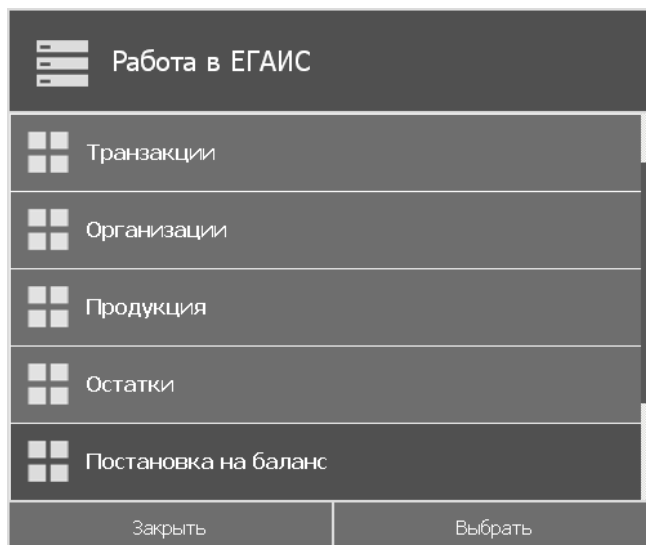 Работа в ЕГАИС
Транзакции
Организации
Продукция
Остатки
Постановка на баланс
Закрыть
Выбрать